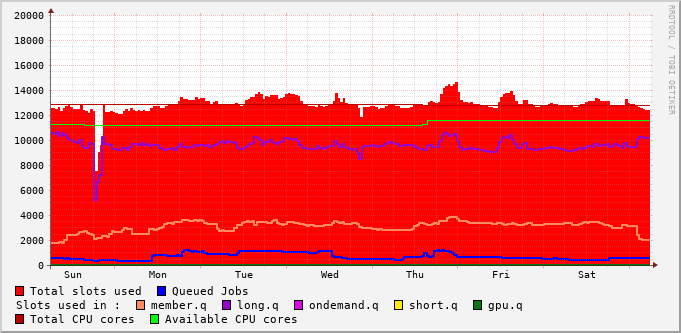 20000
18000
16000
14000
12000
10000
8000
6000
4000
2000
0
Sun Mon Tue Wed Thu Fri Sat
Total slots used Queued Jobs
Slots used in : member.q long.q ondemand.q short.q gpu.q
Total CPU cores Available CPU cores
RRDTOOL / TOBI OETIKER